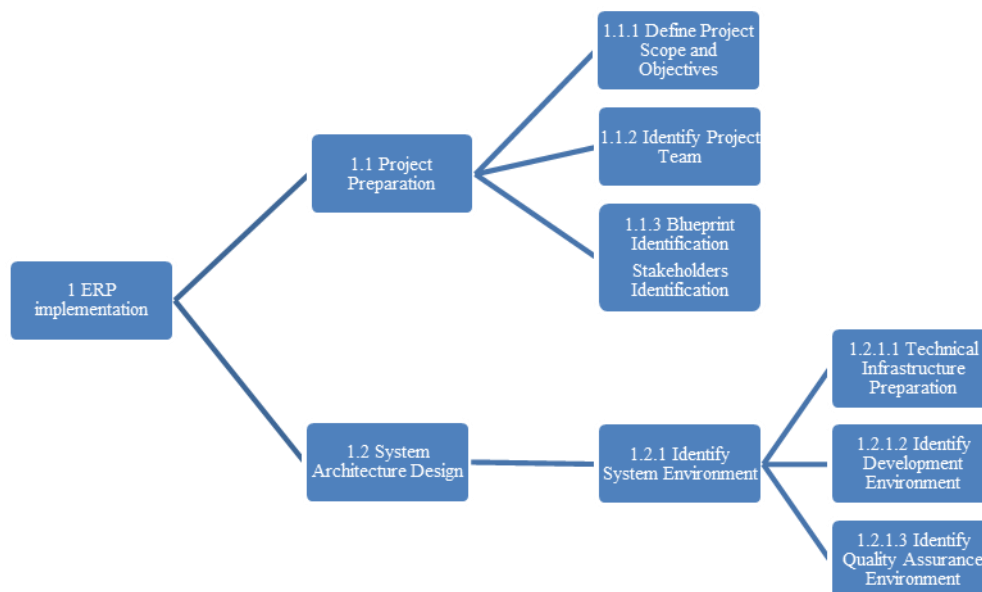 1.1.1 Define Project
Scope and
Objectives
1.1.2 Identify Project
Team
1.1 Project
Preparation
1.1.3 Blueprint
Identification
Stakeholders
Identification
1 ERP
implementation
1.2.1.1 Technical
Infrastructure
Preparation
1.2 System
Architecture Design
1.2.1 Identify
System Environment
1.2.1.2 Identify
Development
Environment
1.2.1.3 Identify
Quality Assurance
Environment